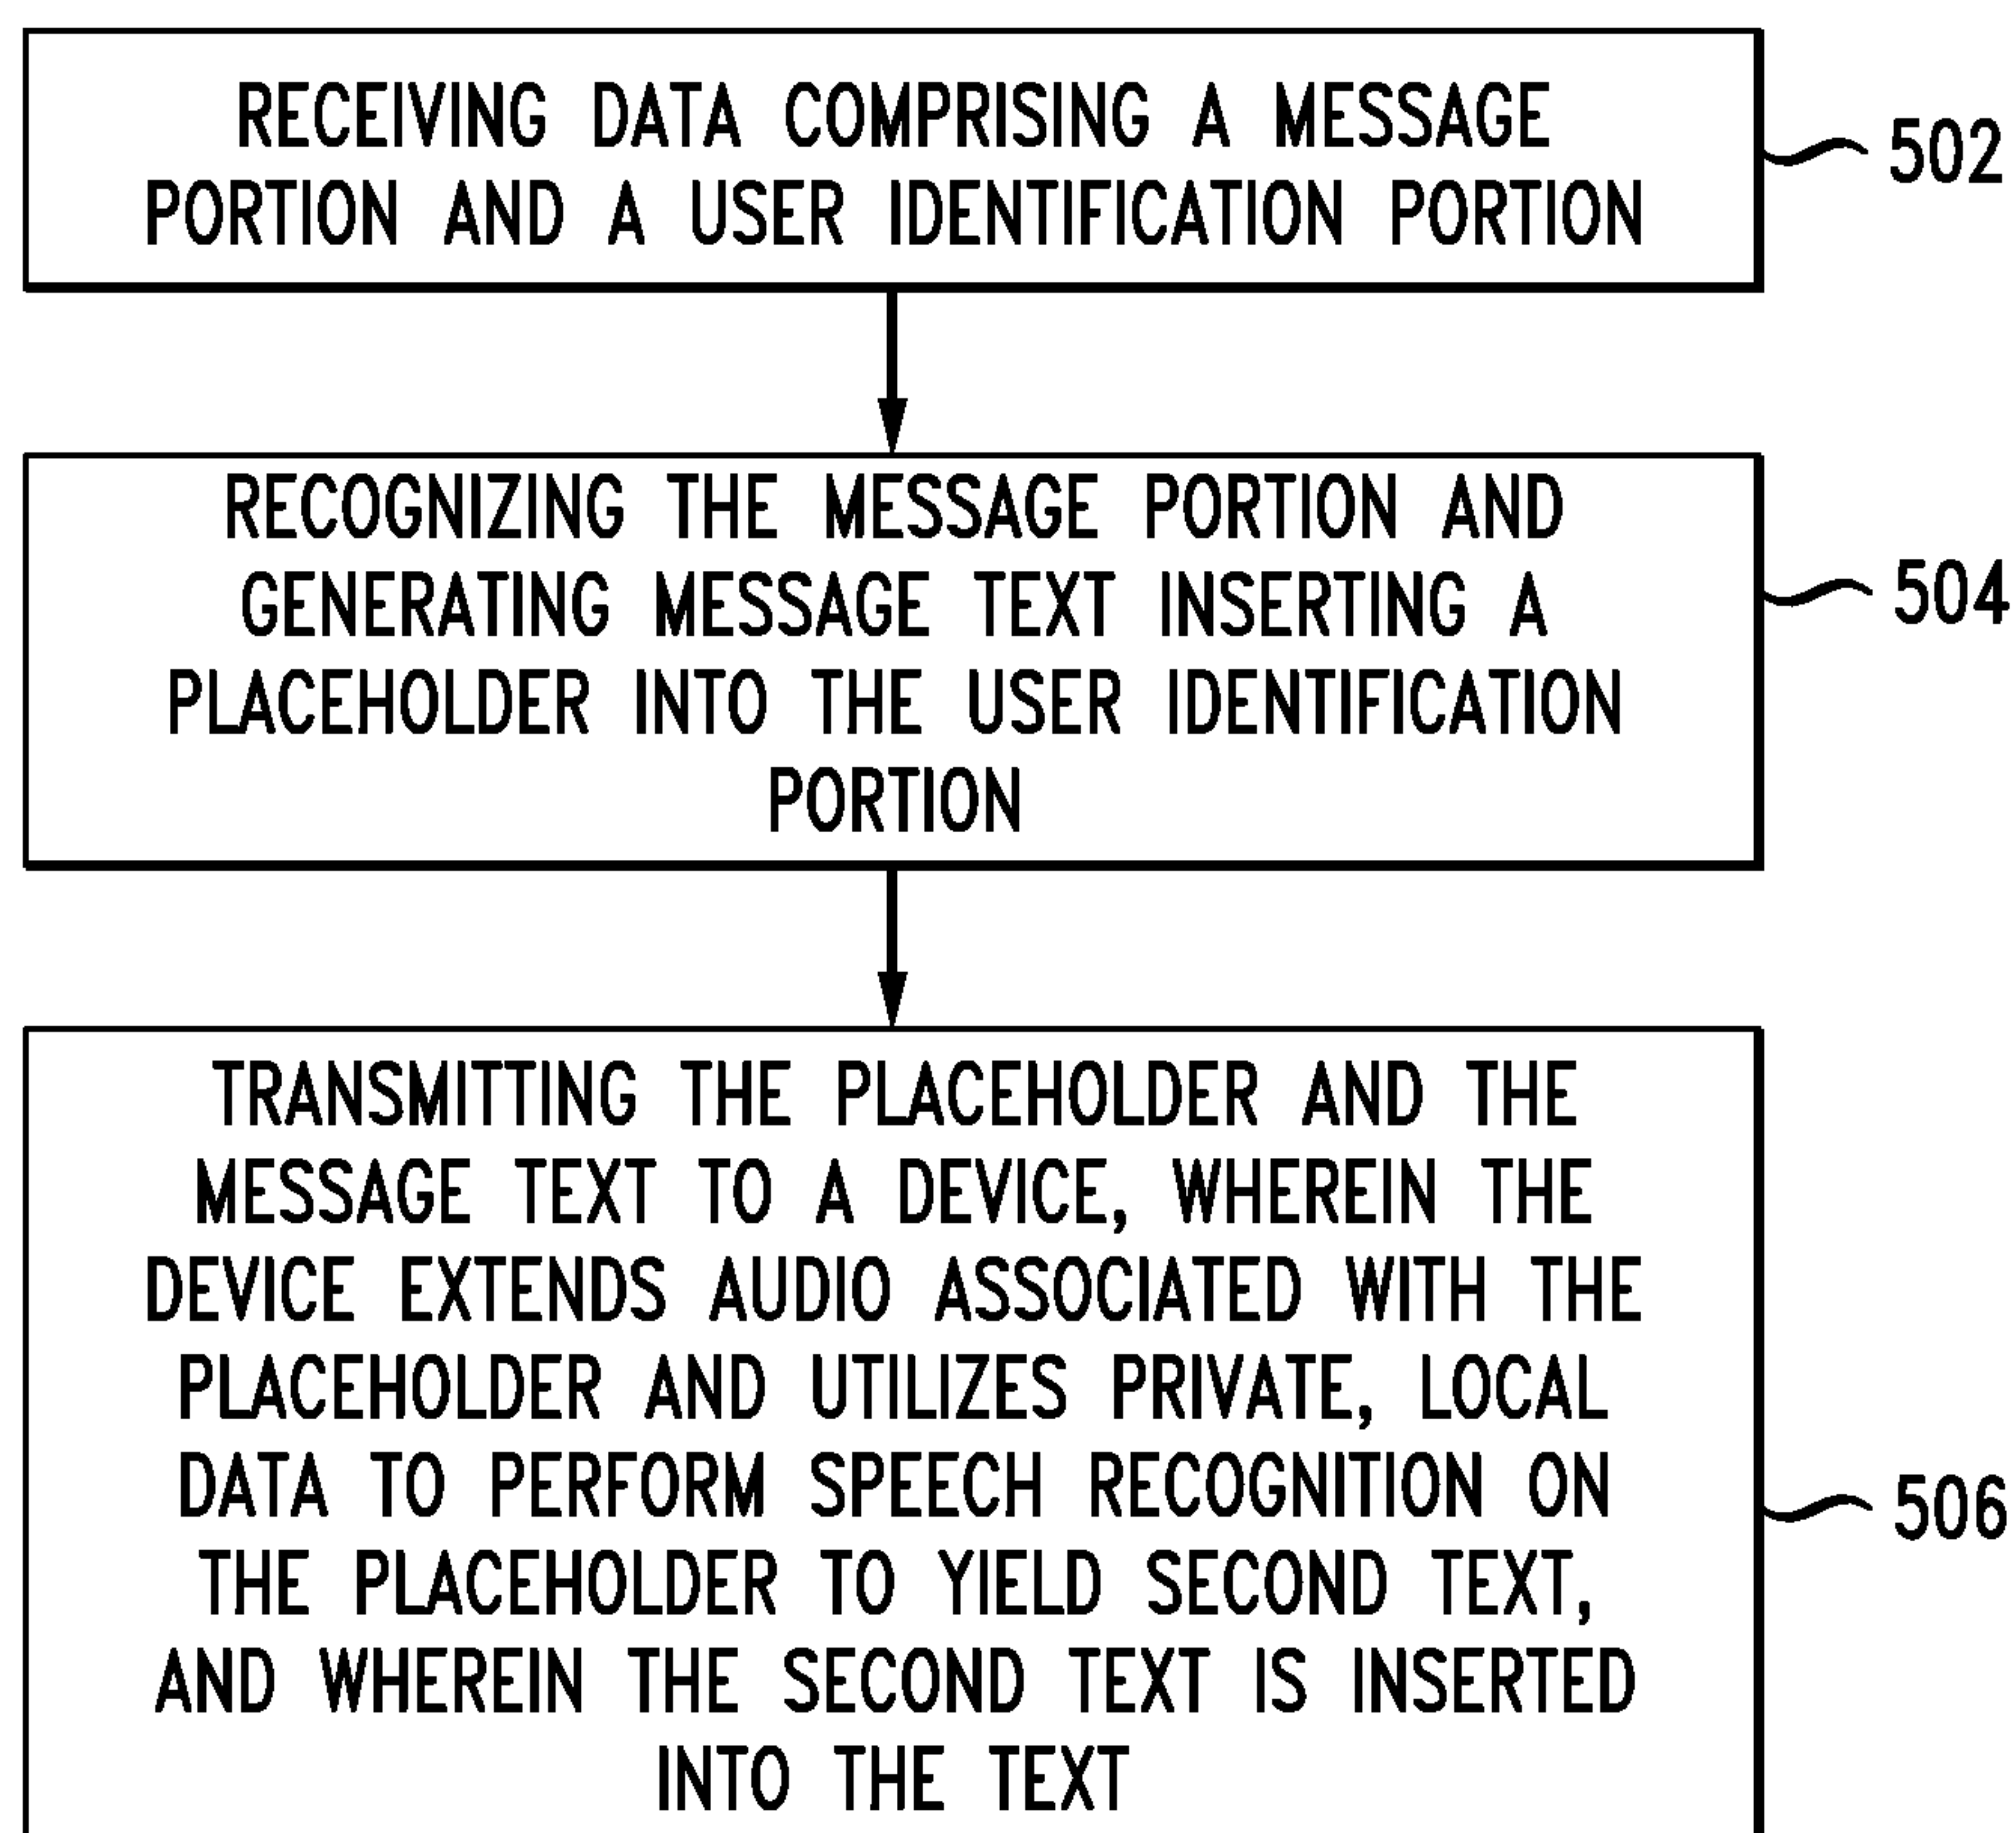 RECEIVING DATA COMPRISING A MESSAGE
PORTION AND A USER IDENTIFICATION PORTION
502
RECOGNIZING THE MESSAGE PORTION AND
GENERATING MESSAGE TEXT INSERTING A
PLACEHOLDER INTO THE USER IDENTIFICATION
PORTION
504
TRANSMITTING THE PLACEHOLDER AND THE
MESSAGE TEXT TO A DEVICE, WHEREIN THE
DEVICE EXTENDS AUDIO ASSOCIATED WITH THE
PLACEHOLDER AND UTILIZES PRIVATE, LOCAL
DATA TO PERFORM SPEECH RECOGNITION ON
THE PLACEHOLDER TO YIELD SECOND TEXT,
AND WHEREIN THE SECOND TEXT IS INSERTED
INTO THE TEXT
506